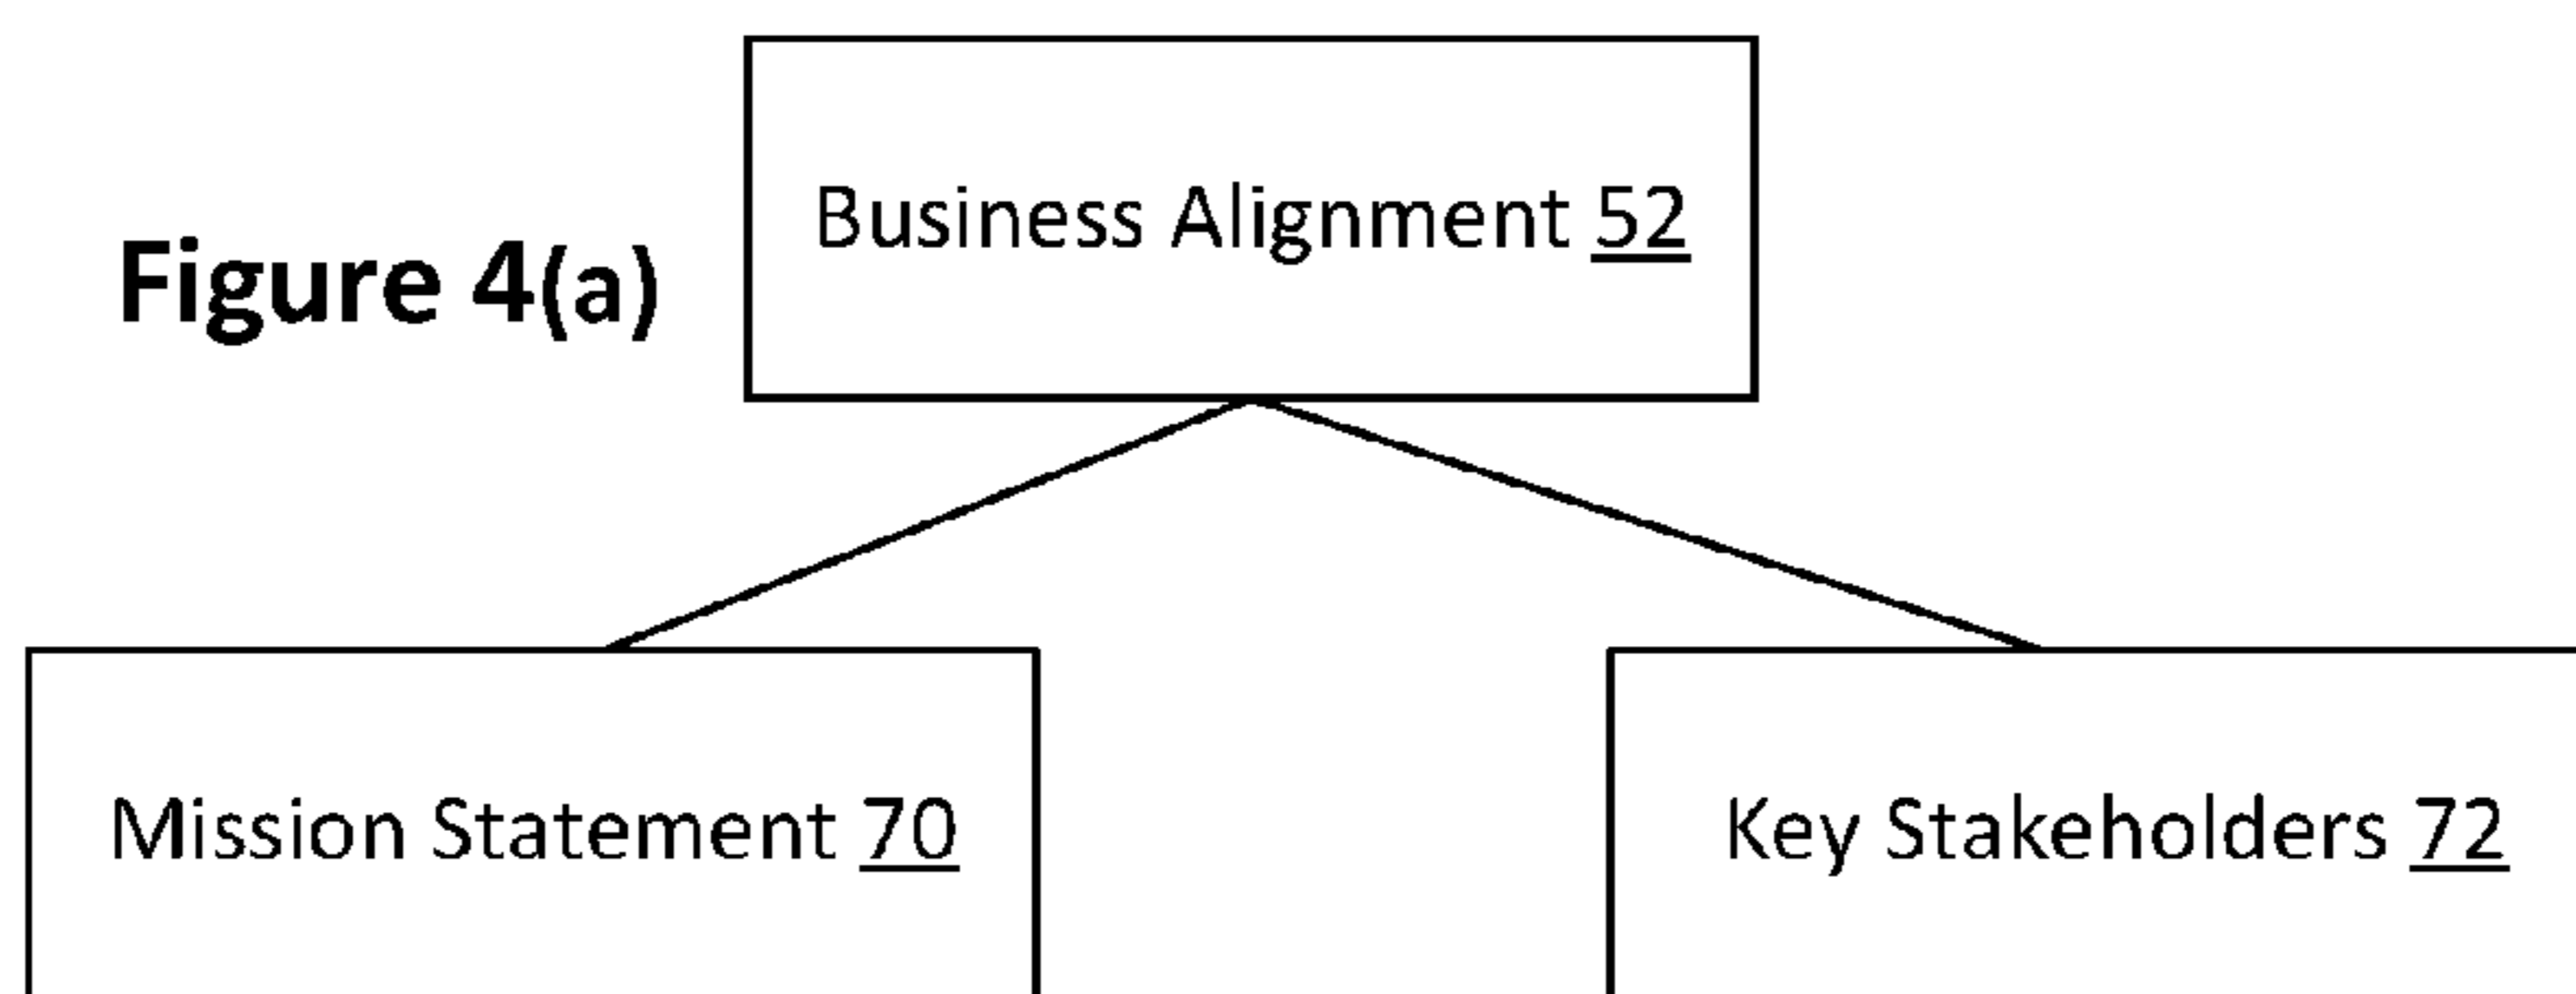 Business Alignment 52
Figure 4(a)
Mission Statement 70
Key Stakeholders 72